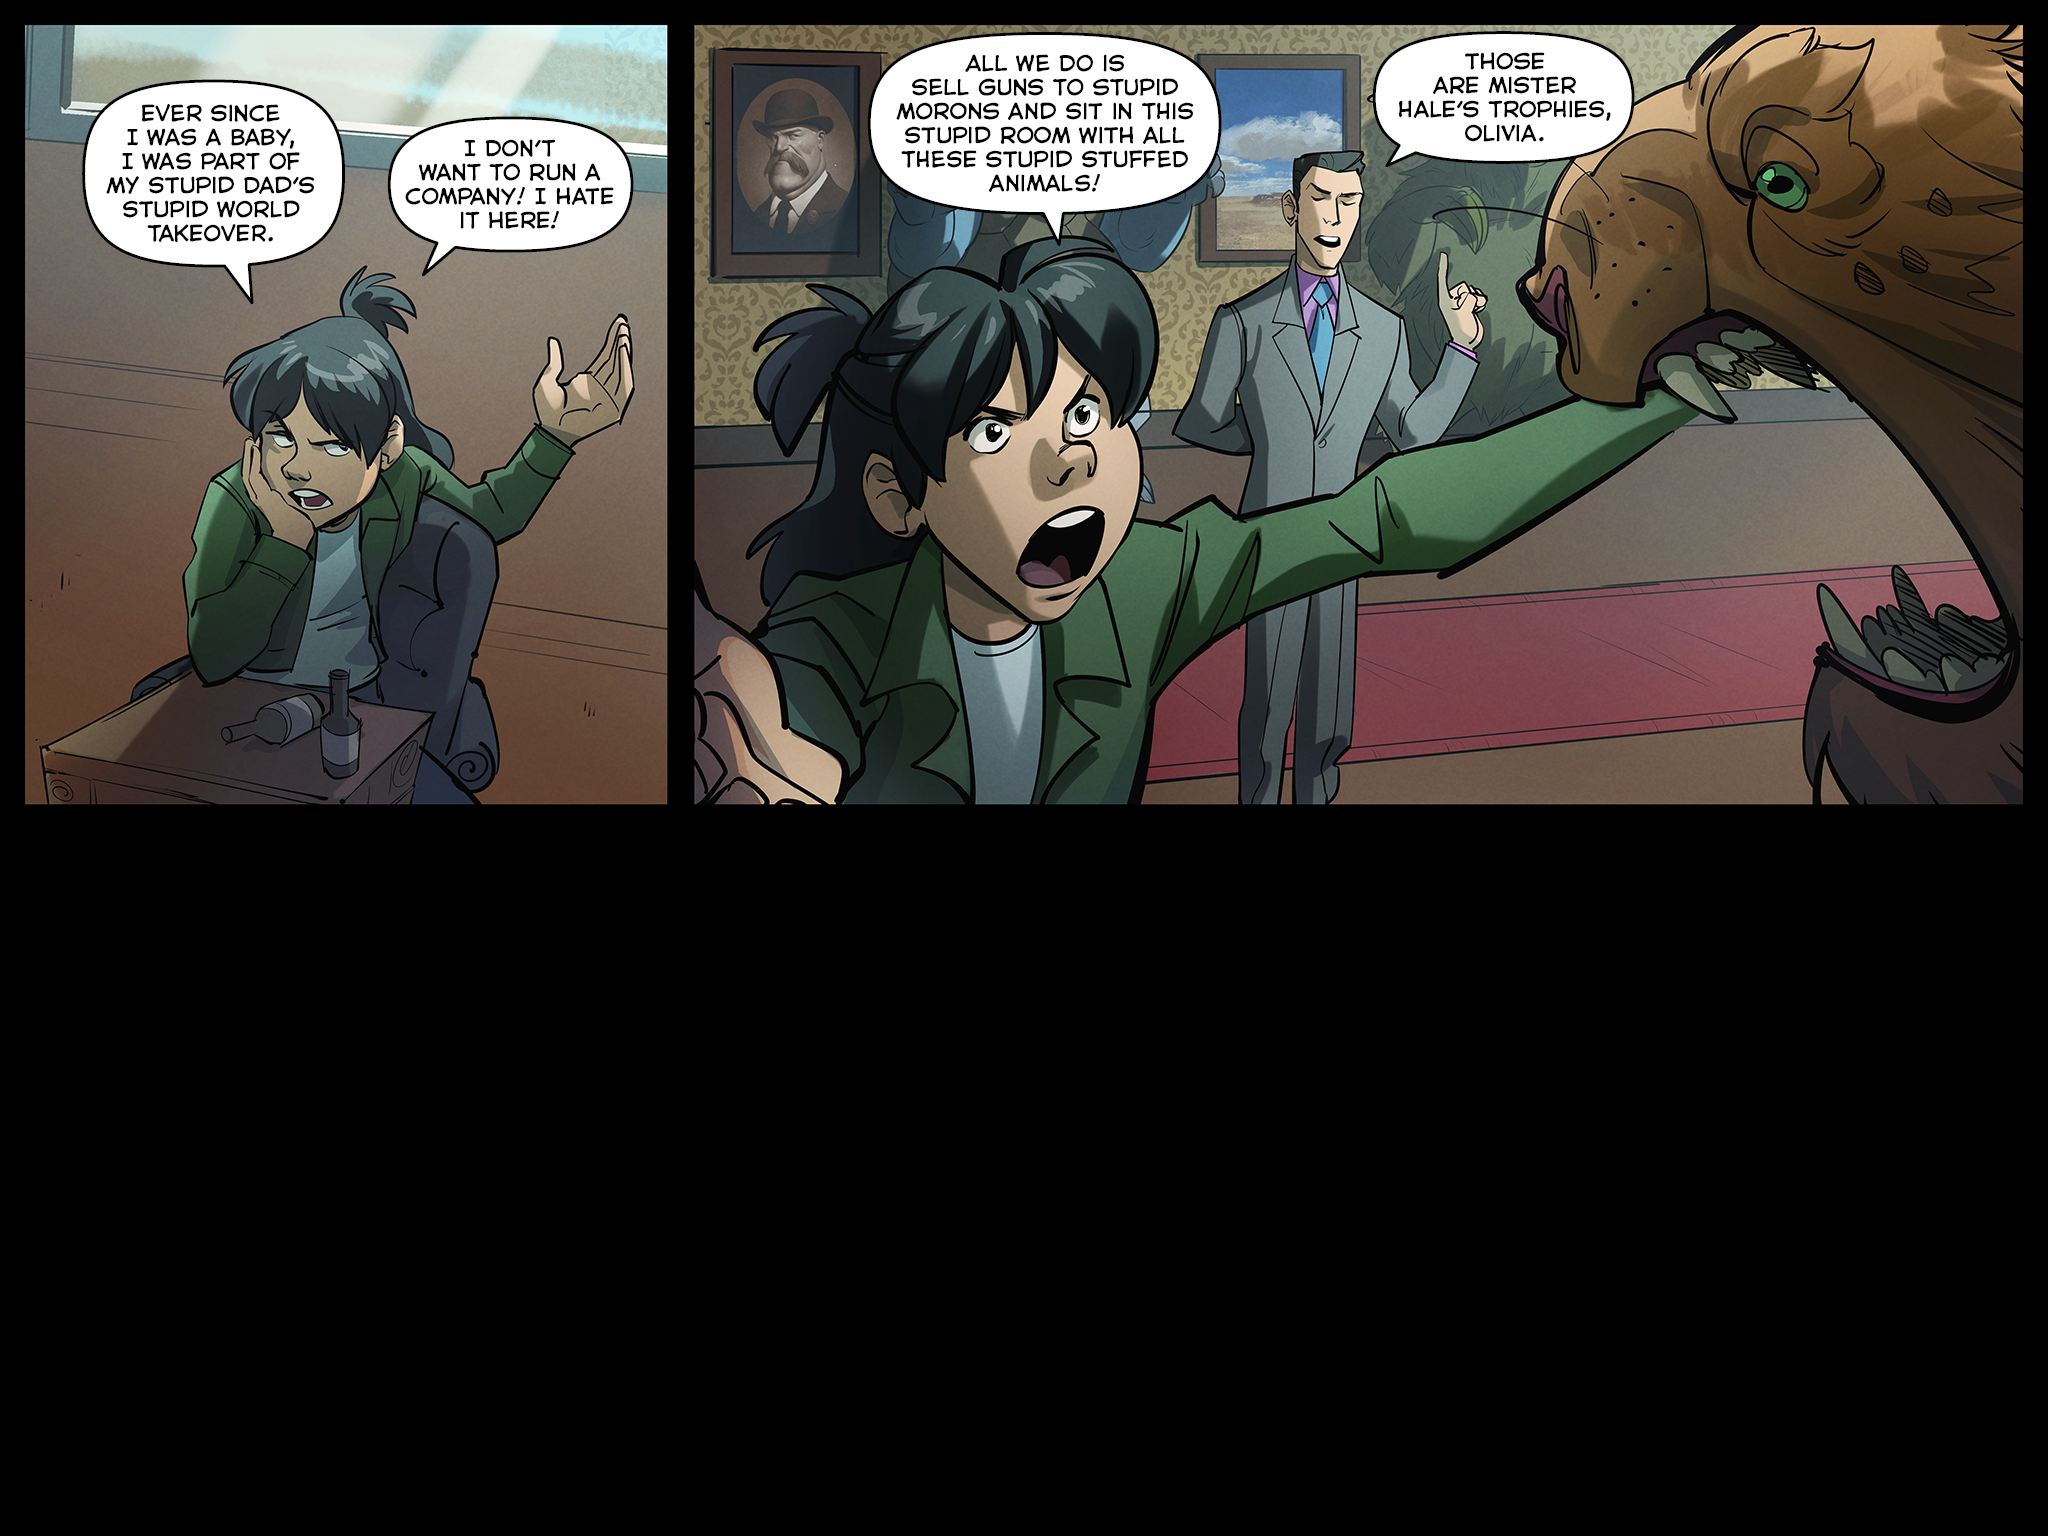 EVER SINCE
I WAS A BABY,
I WAS PART OF
MY STUPID DAD'S
STUPID WORLD
TAKEOVER.
I DON'T
WANT TO RUN A
COMPANY! I HATE
IT HERE!
ALL WE DO IS
SELL GUNS TO STUPID
MORONS AND SIT IN THIS
STUPID ROOM WITH ALL
THESE STUPID STUFFED
ANIMALS!
THOSE
ARE MISTER
HALE'S TROPHIES,
OLIVIA.